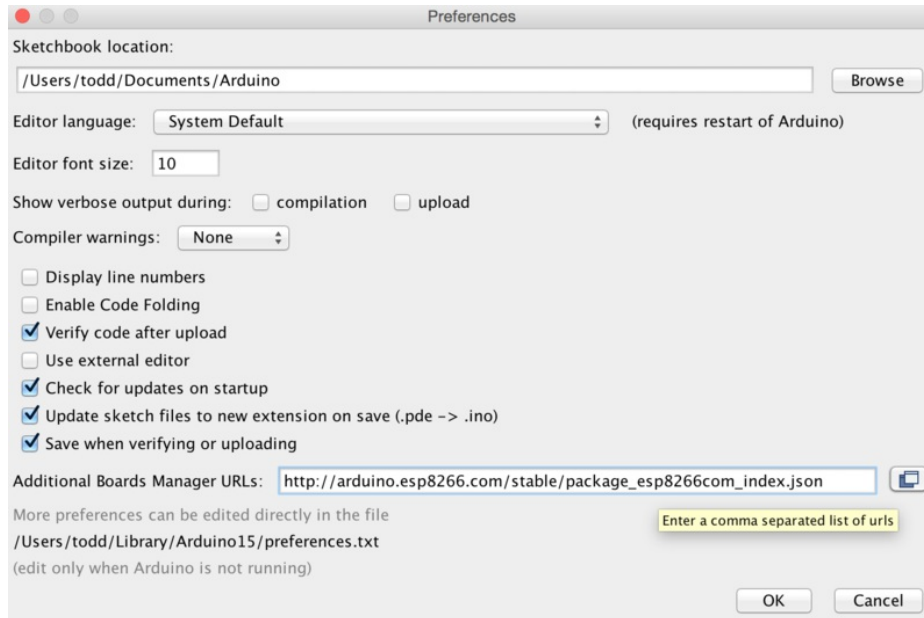 Preferences
Sketchbook location:
/Users/todd/Documents/Arduino Browse
Editor language: System Default (requires restart of Arduino)
Editor font size: 10
Show verbose output during: compilation upload
Compiler warnings: None
Display line numbers
Enable Code Folding
Verify code after upload
Use external editor
Check for updates on startup
Update sketch files to new extension on save (.pde -> .ino)
Save when verifying or uploading
Additional Boards Manager URLs: http://arduino.esp8266.com/stable/package_esp8266com_index.json
More preferences can be edited directly in the file
Enter a comma separated list of urls
/Users/todd/Library/Arduino15/preferences.txt
(edit only when Arduino is not running)
OK Cancel